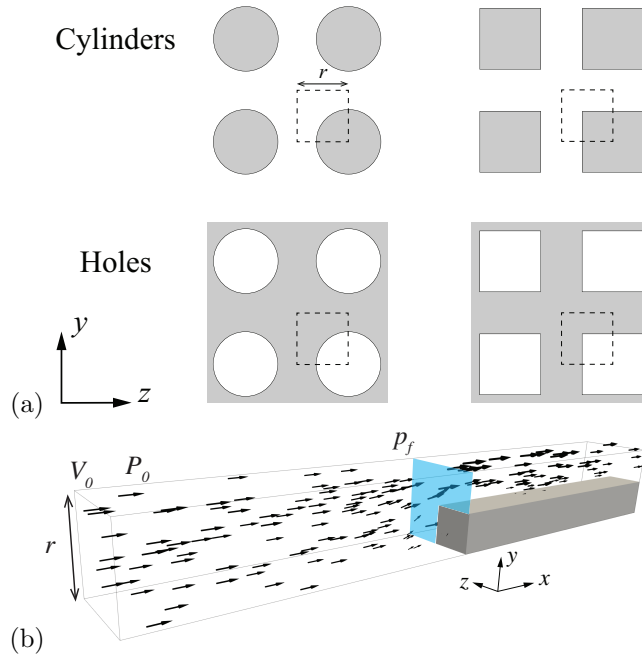 Cylinders
r
Holes
y
z
(a)
p_f
V_0 P_0
r
y
z x
(b)